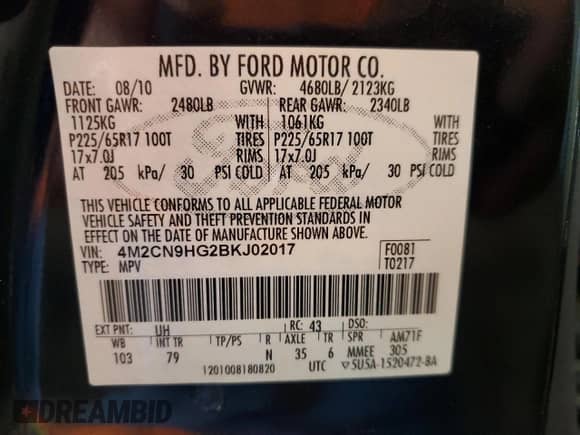 MFD. BY FORD MOTOR CO.
DATE: 08/10 GVWR: 4680LB/ 2123KG
FRONT GAWR: 2480LB REAR GAWR: 2340LB
1125KG WITH 1061KG WITH
P225/65R17 100T TIRES P225/65R17 100T TIRES
17x7.0J RIMS 17x7.0J RIMS
AT 205 kPa/ 30 PSI COLD AT 205 kPa/ 30 PSI COLD
THIS VEHICLE CONFORMS TO ALL APPLICABLE FEDERAL MOTOR
VEHICLE SAFETY AND THEFT PREVENTION STANDARDS IN
EFFECT ON THE DATE OF MANUFACTURE SHOWN ABOVE.
VIN: 4M2CN9HG2BKJ02017 F0081
TYPE: MPV T0217
EXT PNT: UH RC: 43 DSO:
WB INT TR TP/PS R AXLE TR SPR AM71F
103 79 N 35 6 MMEE 305
1201008180820 UTC 5U5A-1520472-BA
Ford
DREAMBID